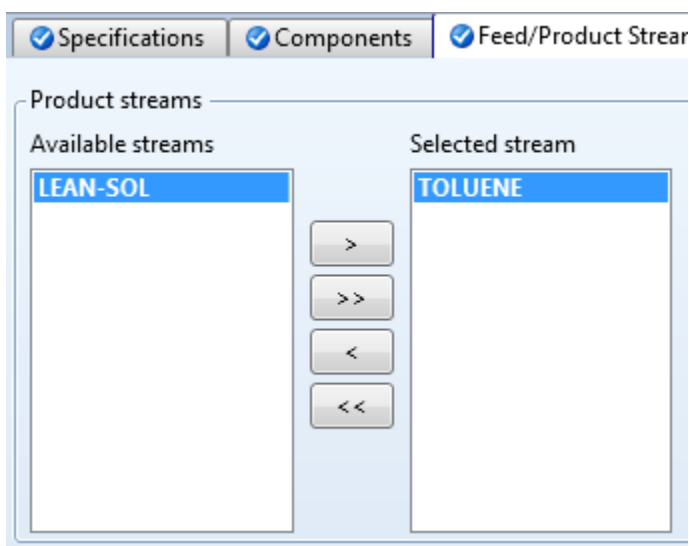 Specifications
Components
Feed/Product Strear
Product streams
Available streams
Selected stream
LEAN-SOL
TOLUENE
>
>>
<
<<